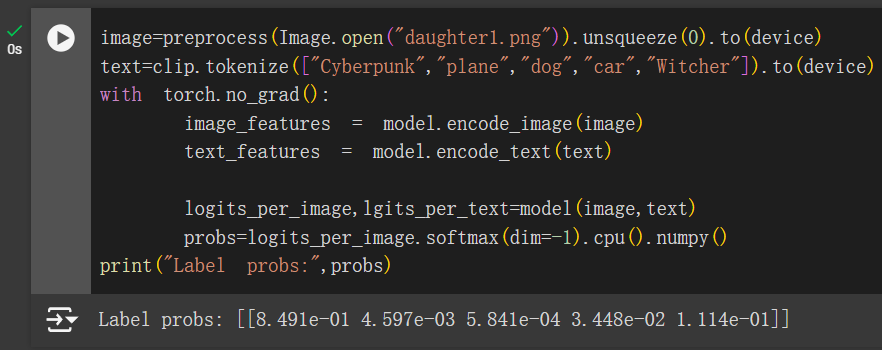 0s
image=preprocess(Image.open("daughter1.png")).unsqueeze(0).to(device)
text=clip.tokenize(["Cyberpunk","plane","dog","car","Witcher"]).to(device)
with  torch.no_grad():
        image_features  =  model.encode_image(image)
        text_features  =  model.encode_text(text)

        logits_per_image,lgits_per_text=model(image,text)
        probs=logits_per_image.softmax(dim=-1).cpu().numpy()
print("Label  probs:",probs)
Label probs: [[8.491e-01 4.597e-03 5.841e-04 3.448e-02 1.114e-01]]